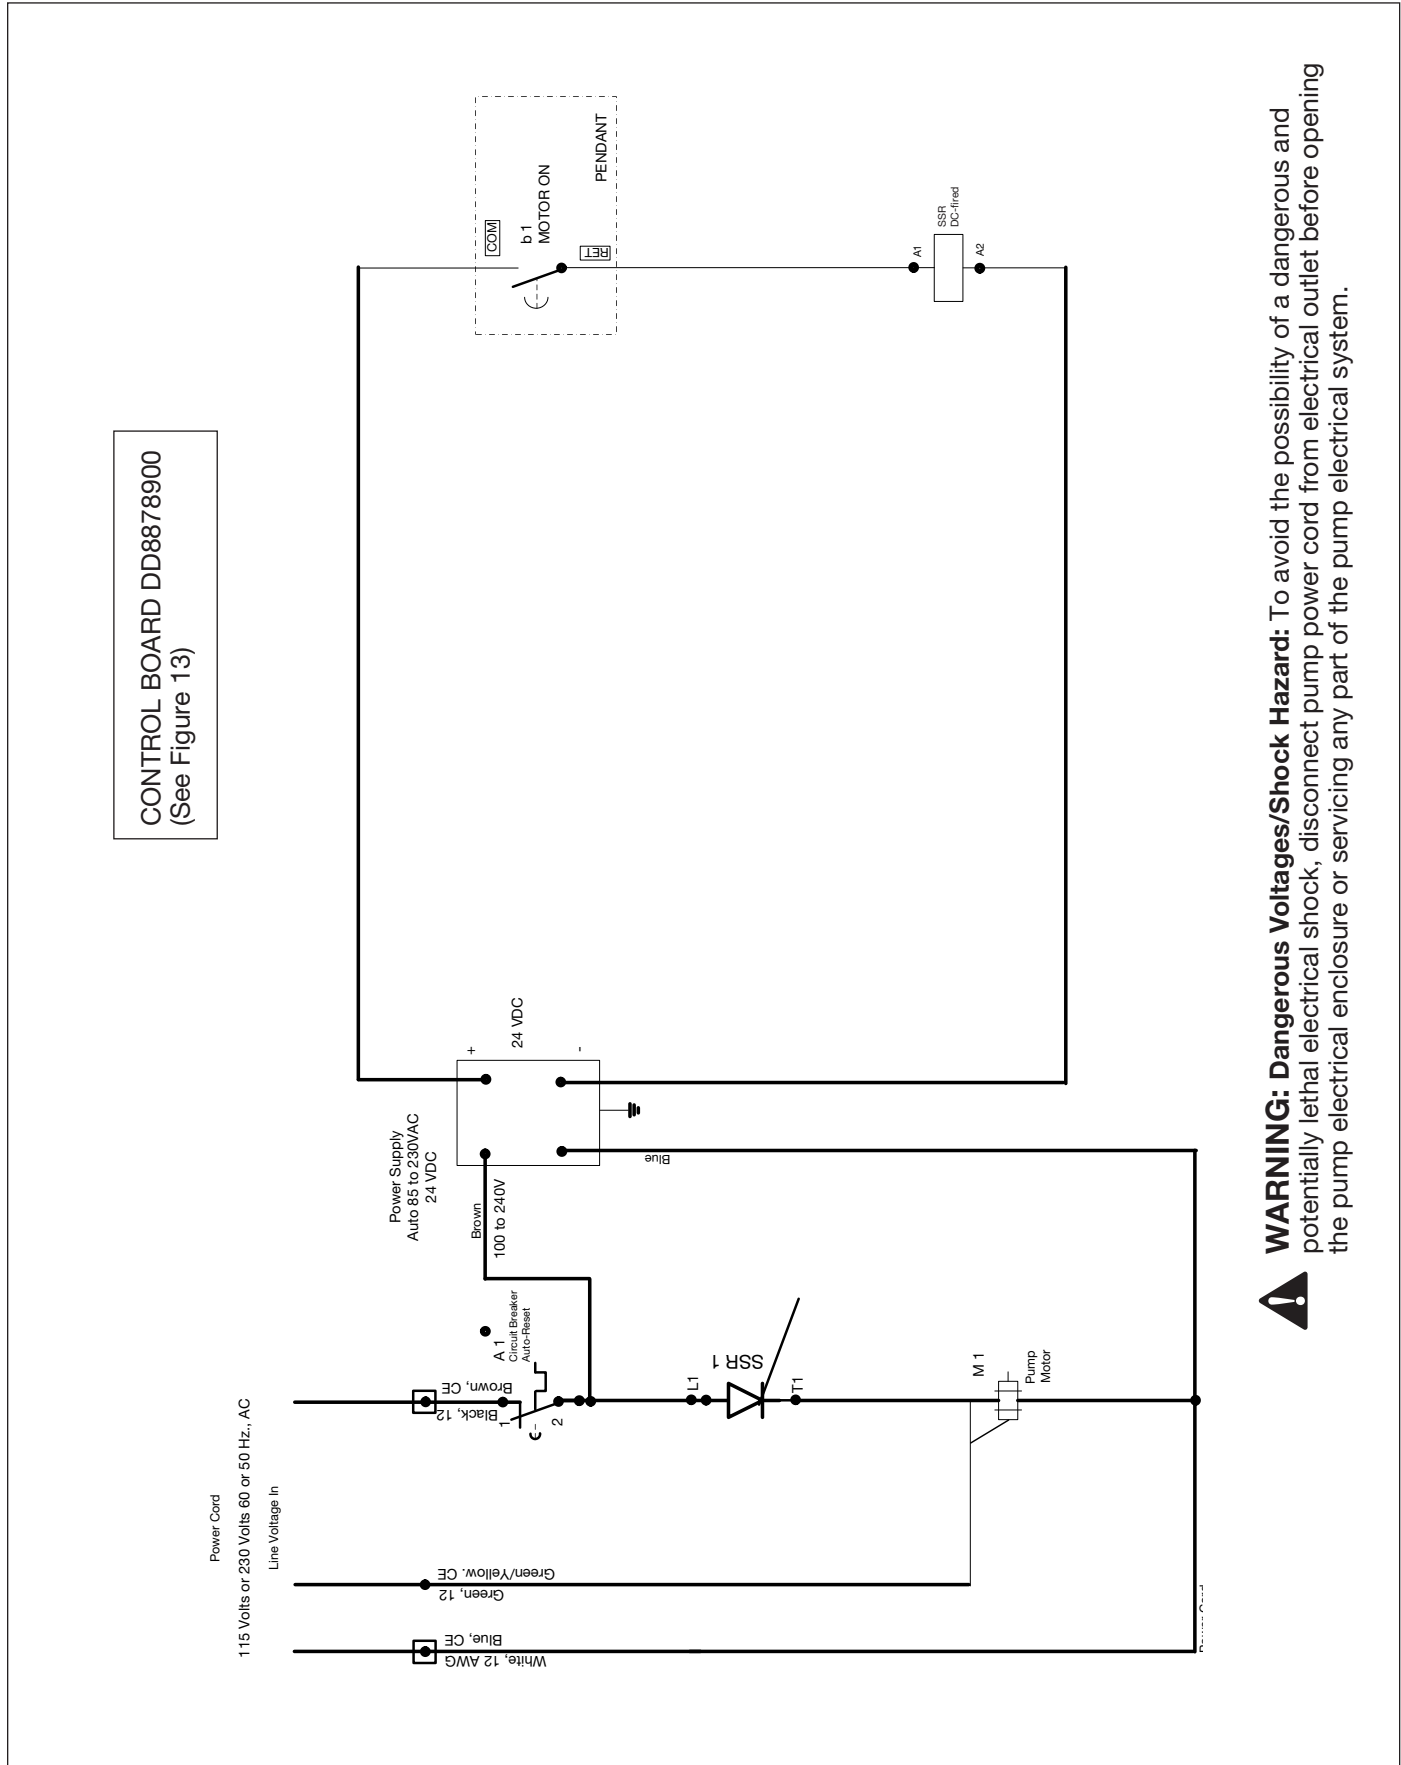 CONTROL BOARD DD8878900
(See Figure 13)
Power Cord
115 Volts or 230 Volts 60 or 50 Hz., AC
Line Voltage In
White, 12 AWG
Blue, CE
Green, 12
Green/Yellow. CE
Black, 12
Brown, CE
1
2
A 1
Circuit Breaker
Auto-Reset
Brown
100 to 240V
Power Supply
Auto 85 to 230VAC
24 VDC
+
24 VDC
-
Blue
COM
b 1
MOTOR ON
RET
PENDANT
A1
SSR
DC-fired
A2
L1
SSR 1
T1
M 1
Pump
Motor
WARNING: Dangerous Voltages/Shock Hazard: To avoid the possibility of a dangerous and
potentially lethal electrical shock, disconnect pump power cord from electrical outlet before opening
the pump electrical enclosure or servicing any part of the pump electrical system.